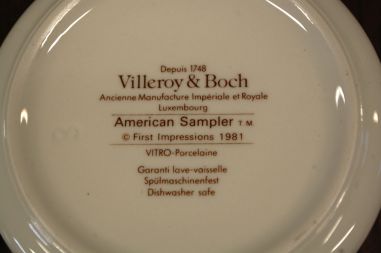 Depuis 1748
Villeroy & Boch
Ancienne Manufacture Impériale et Royale
Luxembourg
American Sampler T.M.
© First Impressions 1981
VITRO-Porcelaine
Garanti lave-vaisselle
Spülmaschinenfest
Dishwasher safe